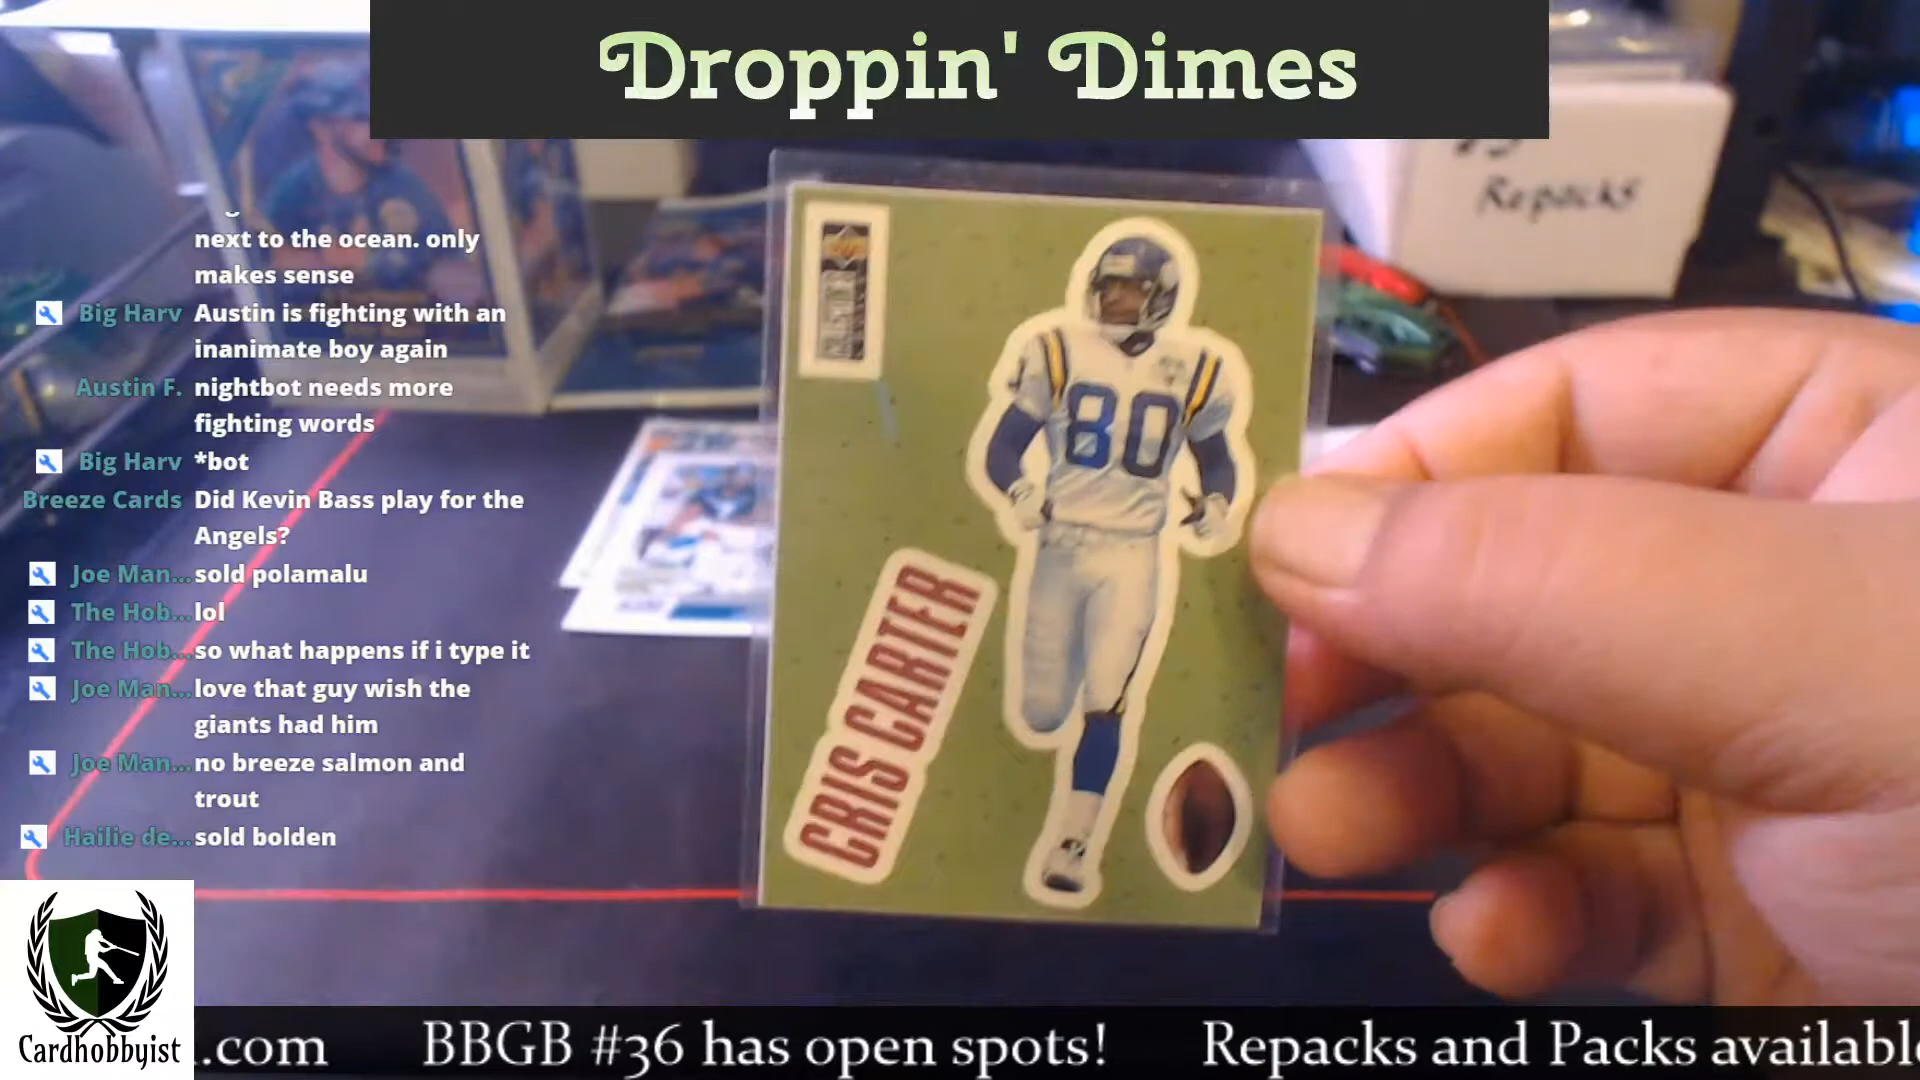 Droppin' Dimes
Repacks
next to the ocean. only
makes sense
Big Harv Austin is fighting with an
inanimate boy again
Austin F. nightbot needs more
fighting words
Big Harv *bot
Breeze Cards Did Kevin Bass play for the
Angels?
Joe Man... sold polamalu
The Hob... lol
The Hob... so what happens if i type it
Joe Man... love that guy wish the
giants had him
Joe Man... no breeze salmon and
trout
Hailie de... sold bolden
80
CRIS CARTER
Cardhobbyist
.com BBGB #36 has open spots! Repacks and Packs available